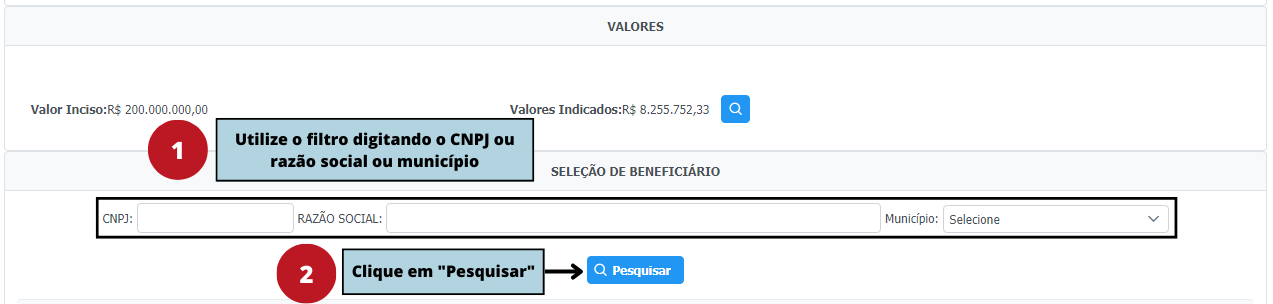 VALORES
Valor Inciso:R$ 200.000.000,00
Valores Indicados:R$ 8.255.752,33
1
Utilize o filtro digitando o CNPJ ou
razão social ou município
SELEÇÃO DE BENEFICIÁRIO
CNPJ:
RAZÃO SOCIAL:
Município:
Selecione
2
Clique em "Pesquisar"
Pesquisar